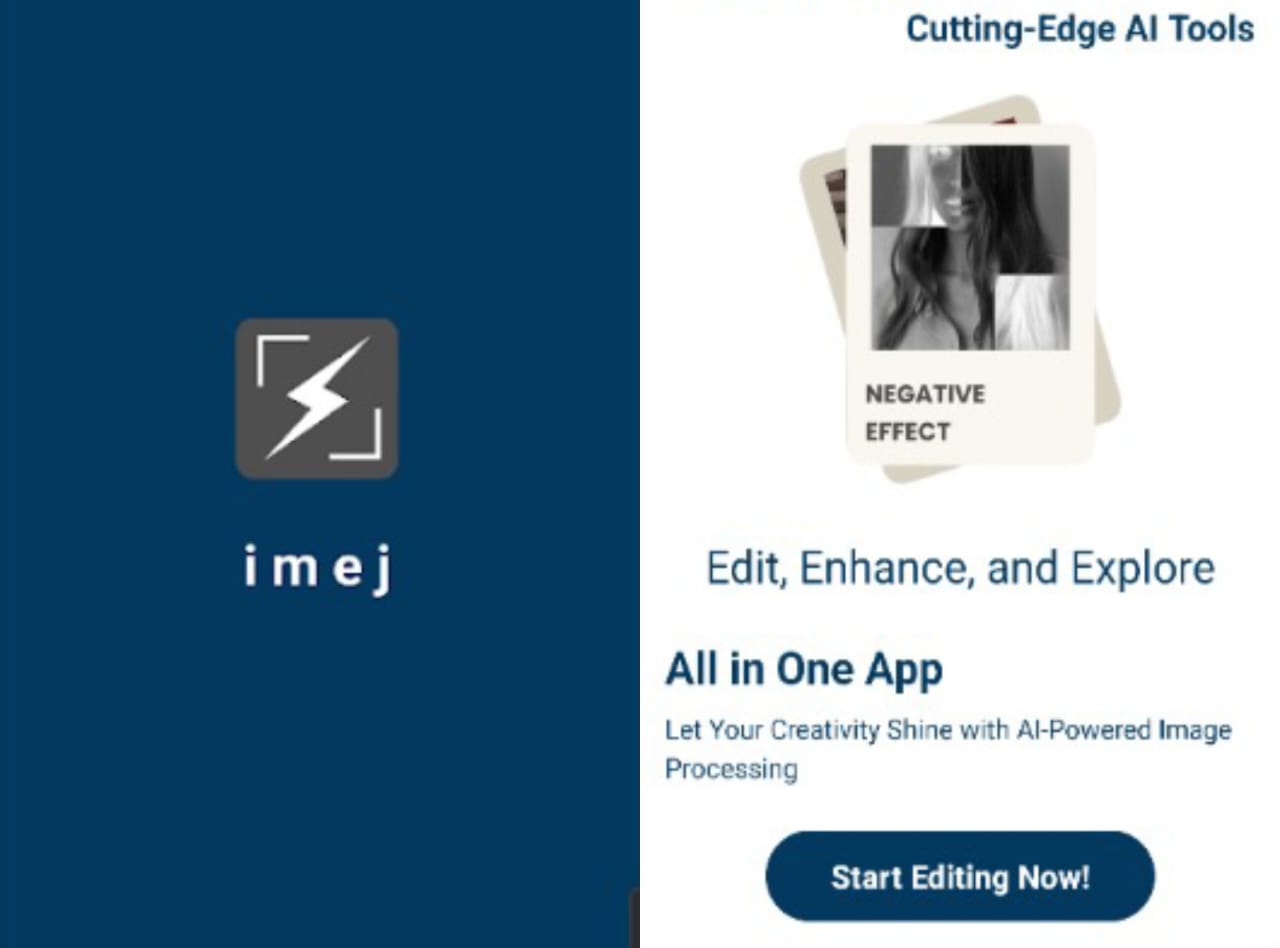 imej
Cutting-Edge AI Tools
NEGATIVE
EFFECT
Edit, Enhance, and Explore
All in One App
Let Your Creativity Shine with AI-Powered Image
Processing
Start Editing Now!